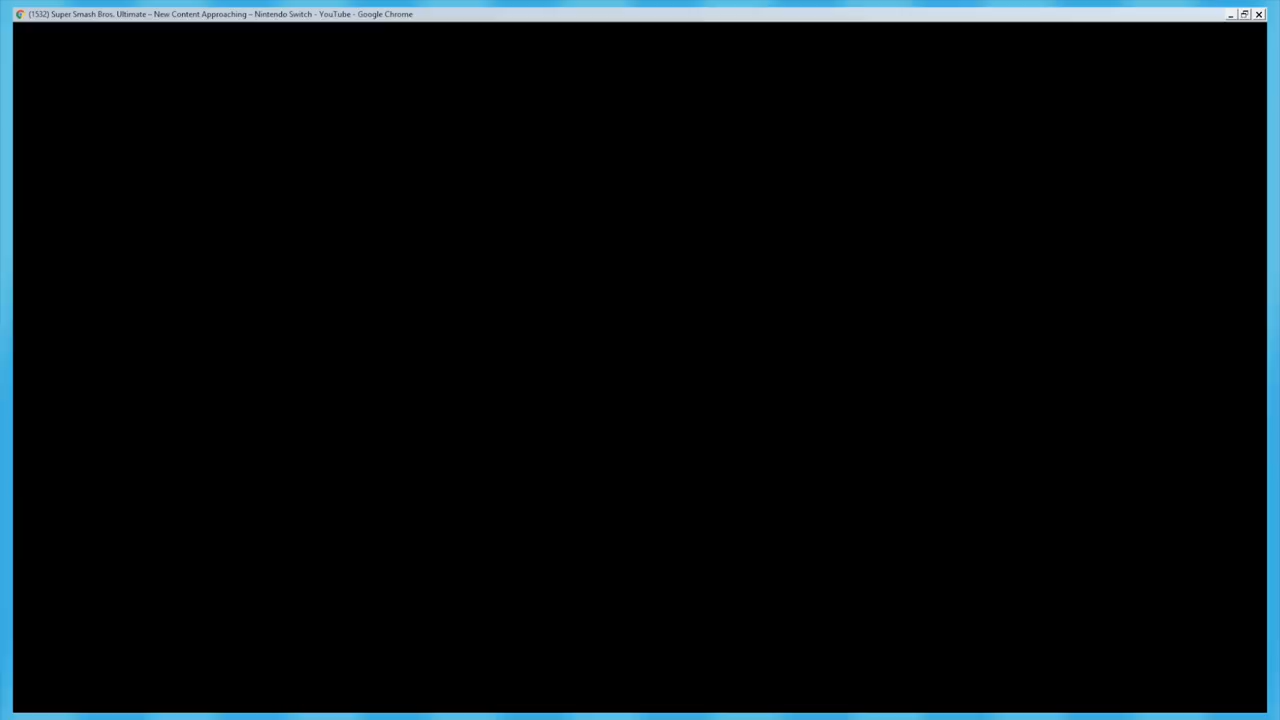 (1532) Super Smash Bros. Ultimate – New Content Approaching – Nintendo Switch - YouTube - Google Chrome